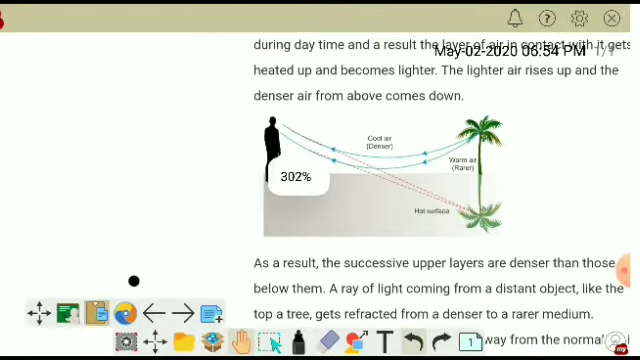 during day time and a result the layer of air in contact with it gets
May-02-2020 06:54 PM 1/1
heated up and becomes lighter. The lighter air rises up and the
denser air from above comes down.
Cool air
(Denser)
Warm air
(Rarer)
302%
Hot surface
As a result, the successive upper layers are denser than those
below them. A ray of light coming from a distant object, like the
top a tree, gets refracted from a denser to a rarer medium.
1
way from the normal
my